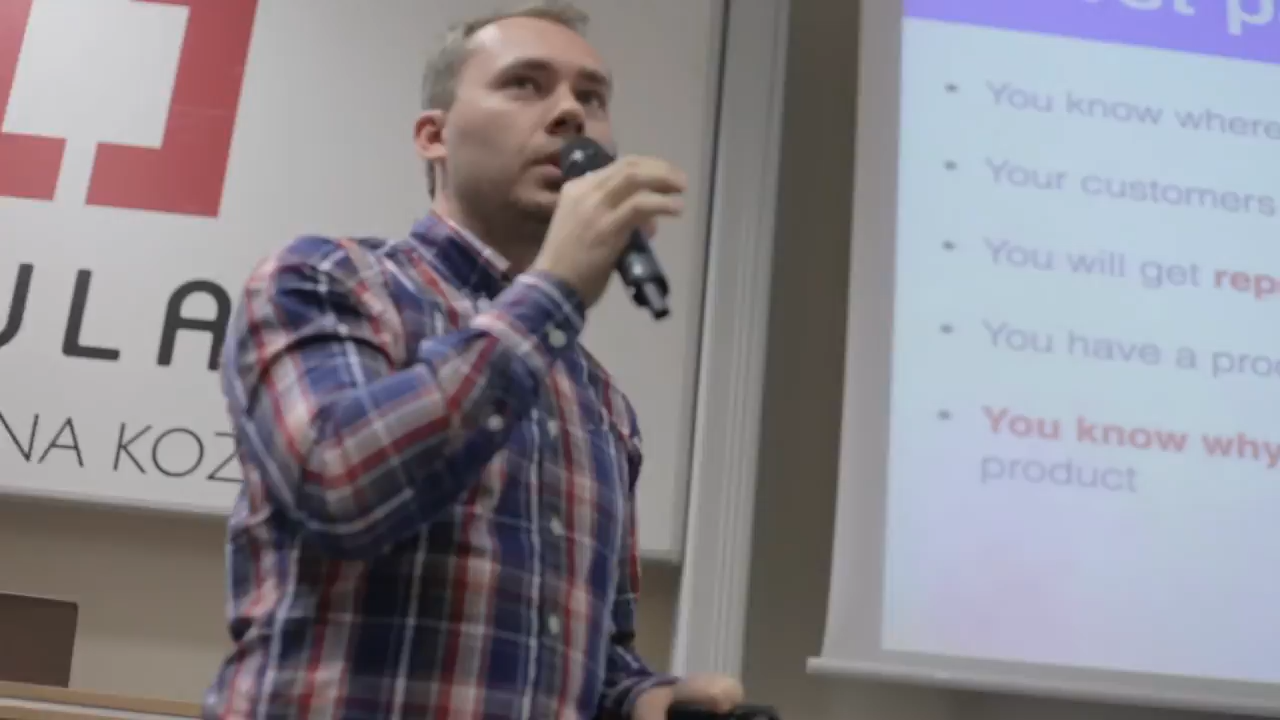 ULA
NA KOZ
You know where
Your customers
You will get rep
You have a pro
You know why
product